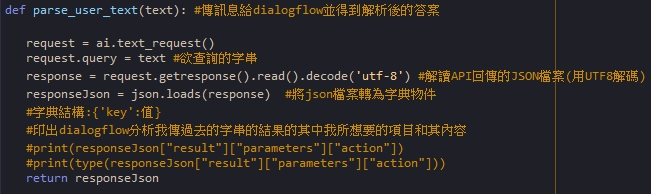 def parse_user_text(text): #傳訊息給dialogflow並得到解析後的答案
request = ai.text_request()
request.query = text #欲查詢的字串
response = request.getresponse().read().decode('utf-8') #解讀API回傳的JSON檔案(用UTF8解碼)
responseJson = json.loads(response)  #將json檔案轉為字典物件
#字典結構:{'key':值}
#印出dialogflow分析我傳過去的字串的結果的其中我所想要的項目和其內容
#print(responseJson["result"]["parameters"]["action"])
#print(type(responseJson["result"]["parameters"]["action"]))
return responseJson